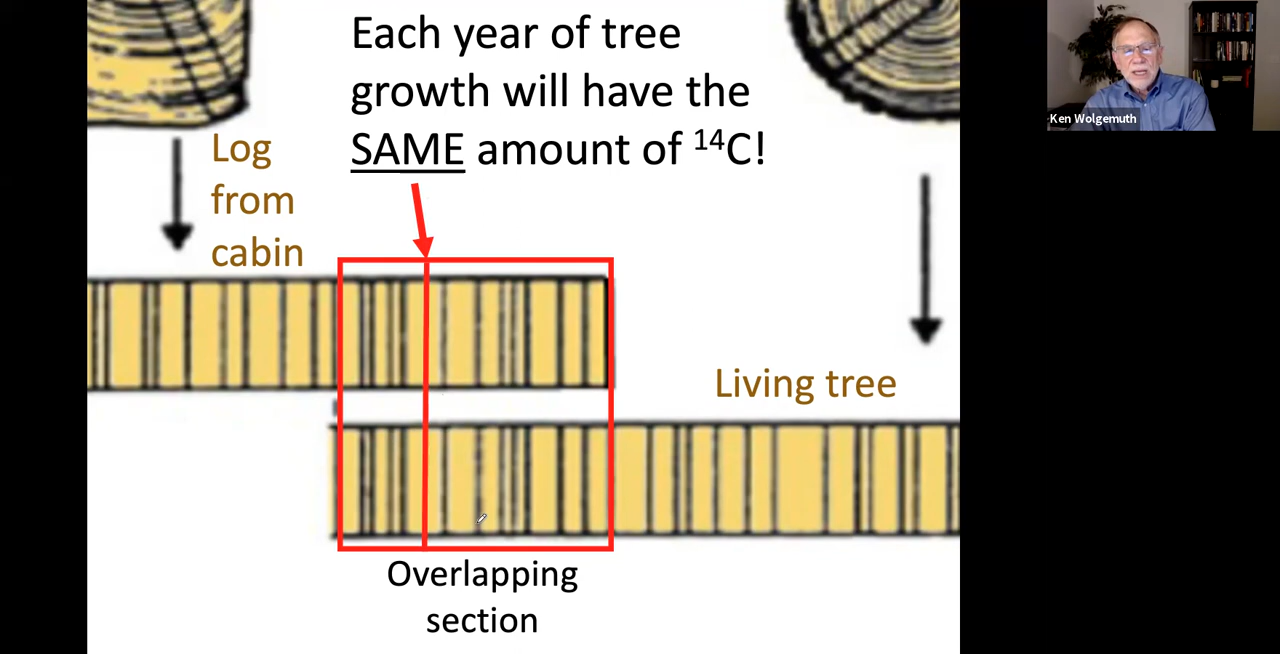 Each year of tree
growth will have the
SAME amount of ¹⁴C!
Ken Wolgemuth
Log
from
cabin
Living tree
Overlapping
section